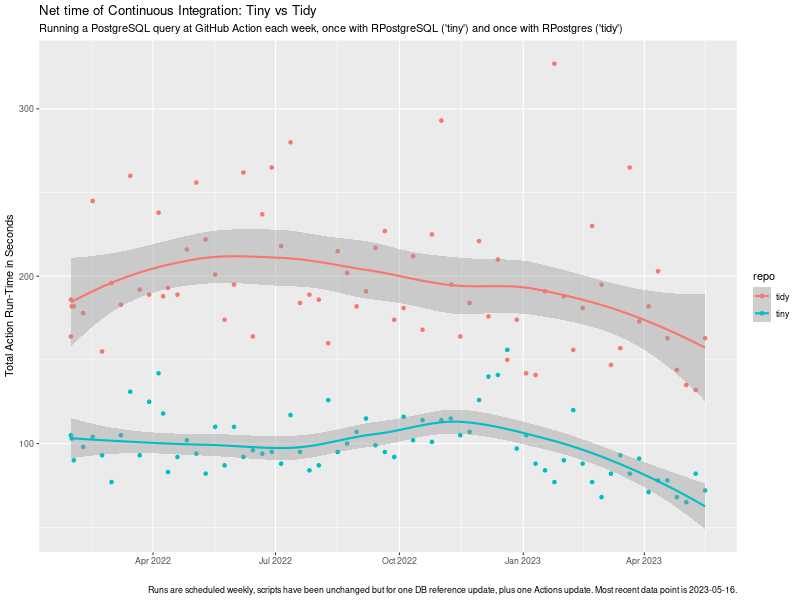 Net time of Continuous Integration: Tiny vs Tidy
Running a PostgreSQL query at GitHub Action each week, once with RPostgreSQL ('tiny') and once with RPostgres ('tidy')
Total Action Run-Time in Seconds
300
200
100
Apr 2022
Jul 2022
Oct 2022
Jan 2023
Apr 2023
repo
tidy
tiny
Runs are scheduled weekly, scripts have been unchanged but for one DB reference update, plus one Actions update. Most recent data point is 2023-05-16.